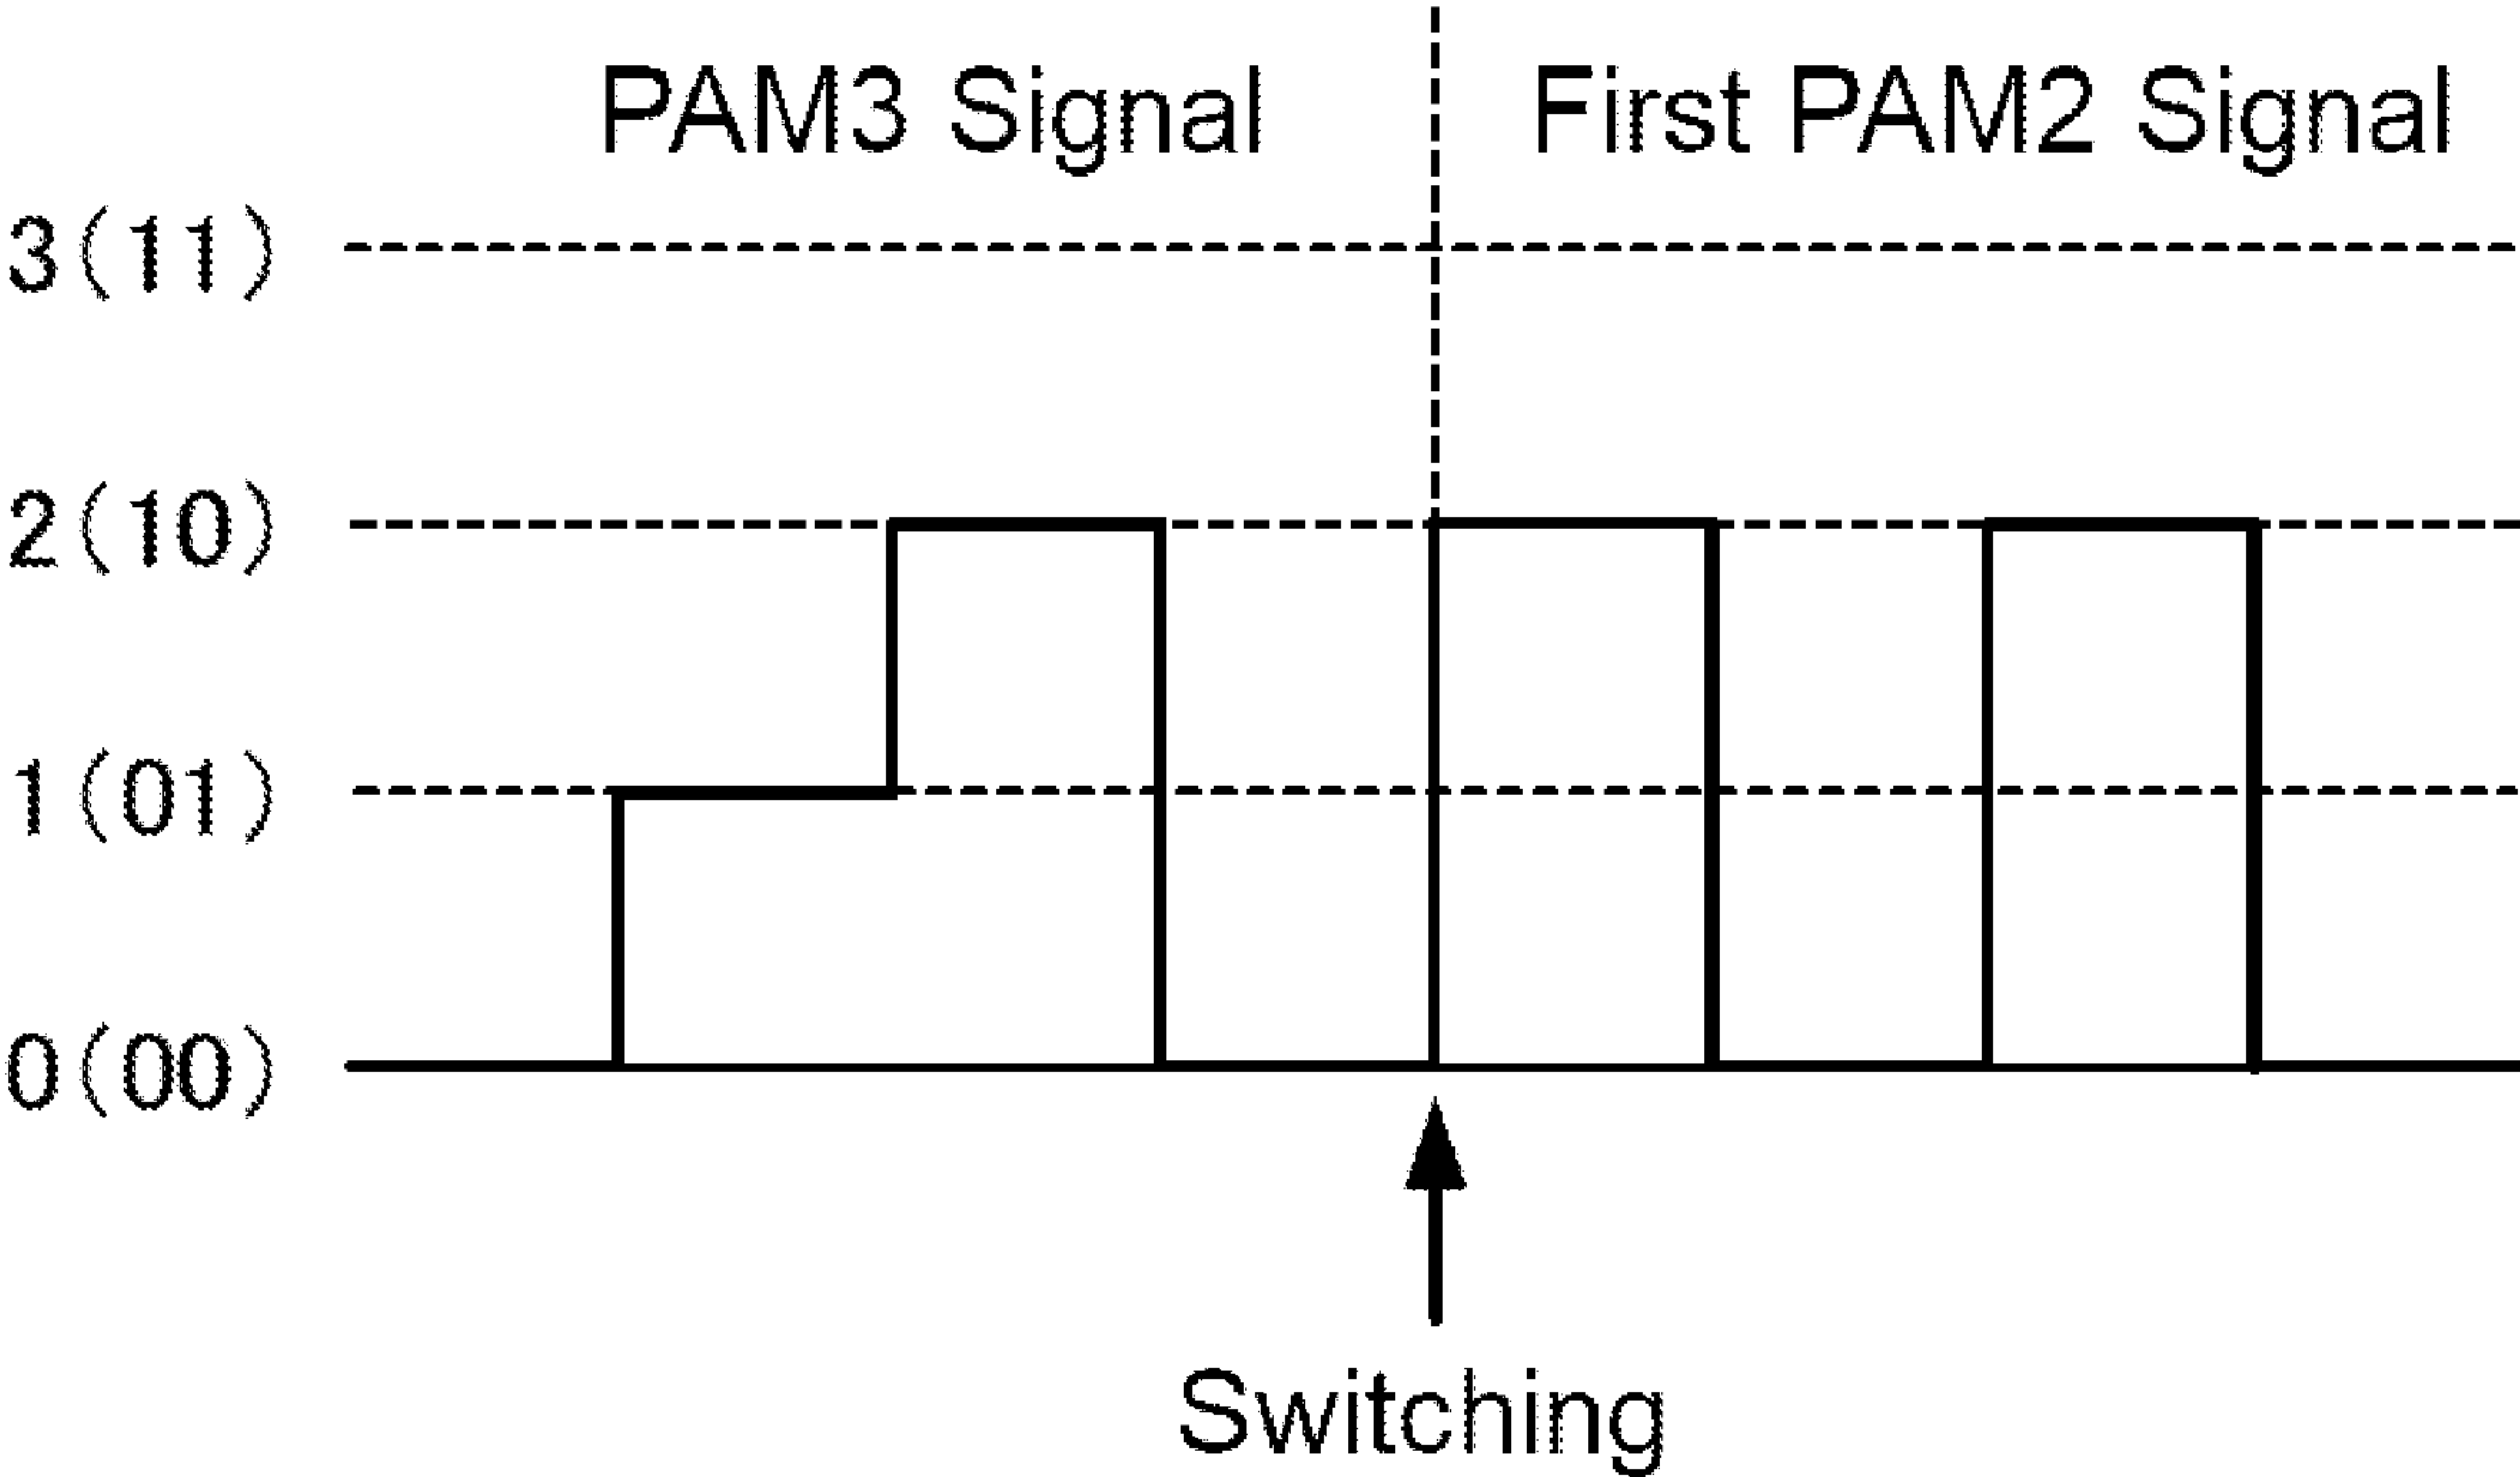 PAM3 Signal
First PAM2 Signal
3(11)
2(10)
1(01)
0(00)
Switching